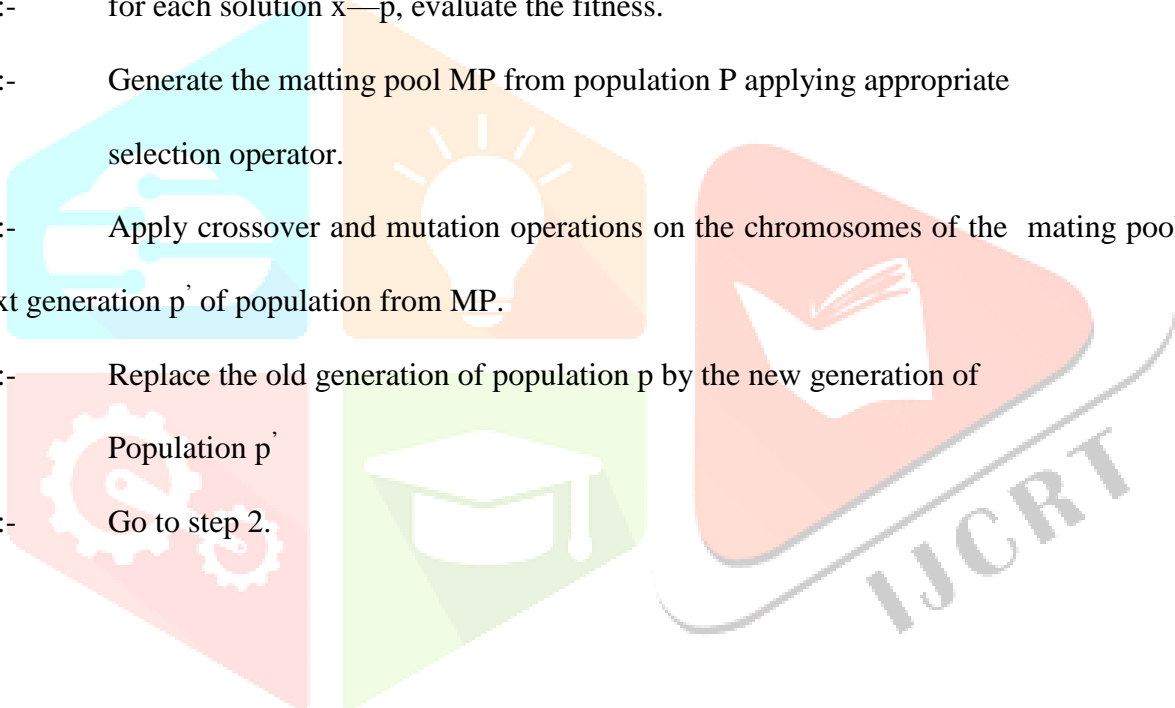 :- for each solution x—p, evaluate the fitness.
:- Generate the matting pool MP from population P applying appropriate
selection operator.
:- Apply crossover and mutation operations on the chromosomes of the mating poo
xt generation p’ of population from MP.
:- Replace the old generation of population p by the new generation of
Population p’
:- Go to step 2.
IJCRT